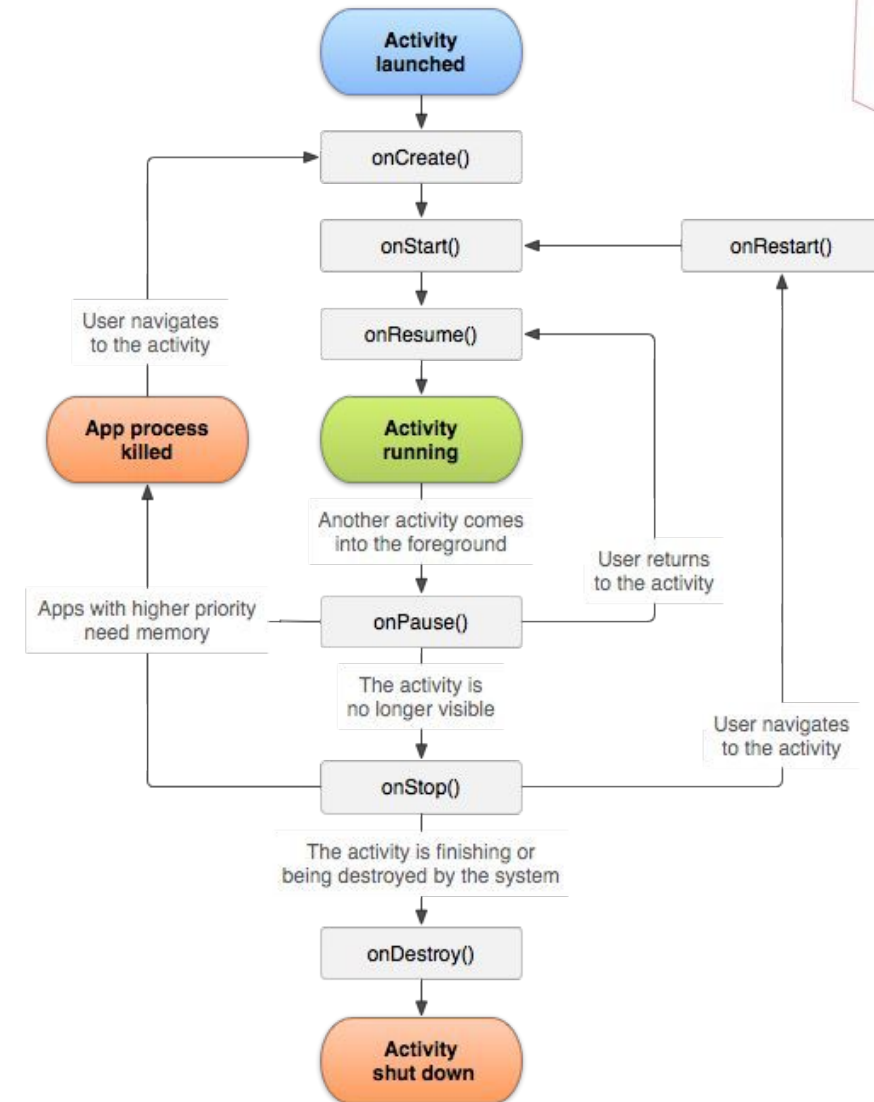 Activity
launched
onCreate()
onStart()
onRestart()
User navigates
to the activity
onResume()
App process
killed
Activity
running
Another activity comes
into the foreground
User returns
to the activity
Apps with higher priority
need memory
onPause()
The activity is
no longer visible
User navigates
to the activity
onStop()
The activity is finishing or
being destroyed by the system
onDestroy()
Activity
shut down